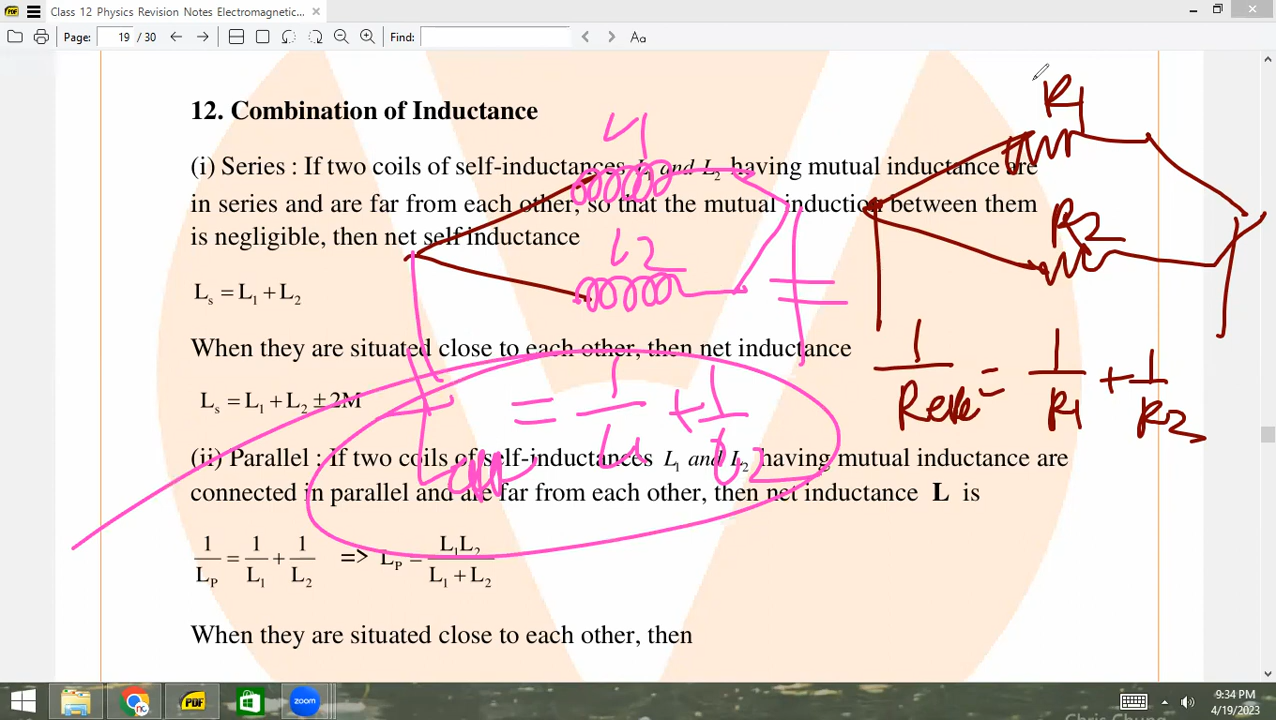 Class 12 Physics Revision Notes Electromagnetic...
Page: 19 / 30 Find: Aa
12. Combination of Inductance
(i) Series : If two coils of self-inductances L₁ and L₂ having mutual inductance are
in series and are far from each other, so that the mutual induction between them
is negligible, then net self inductance
Lₛ = L₁ + L₂
When they are situated close to each other, then net inductance
Lₛ = L₁ + L₂ ± 2M
(ii) Parallel : If two coils of self-inductances L₁ and L₂ having mutual inductance are
connected in parallel and are far from each other, then net inductance L is
1/L_P = 1/L₁ + 1/L₂ => L_P = L₁L₂/(L₁ + L₂)
When they are situated close to each other, then
L1
L2
= 1/L1 + 1/L2
R1
R2
= 1/R1 + 1/R2
zoom
9:34 PM
4/19/2023